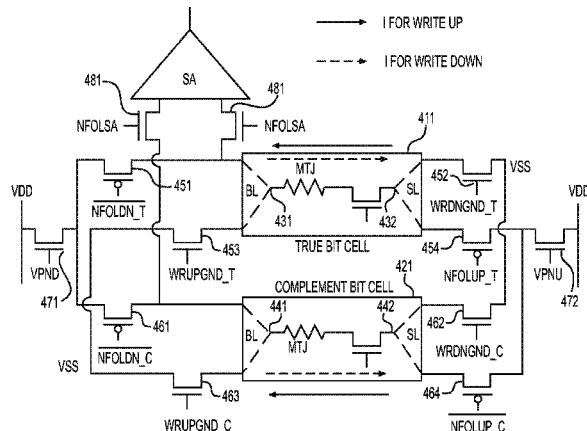 I FOR WRITE UP
SA
I FOR WRITE DOWN
481
481
NFOLSA
NFOLSA
411
MTJ
VSS
VDD
451
BL
SL
452
VDD
NFOLDN_T
431
432
WRDNGND_T
453
TRUE BIT CELL
454
VPND
WRUPGND_T
NFOLUP_T
VPNU
471
COMPLEMENT BIT CELL
421
472
461
441
442
462
NFOLDN_C
BL
MTJ
SL
WRDNGND_C
VSS
463
464
WRUPGND_C
NFOLUP_C